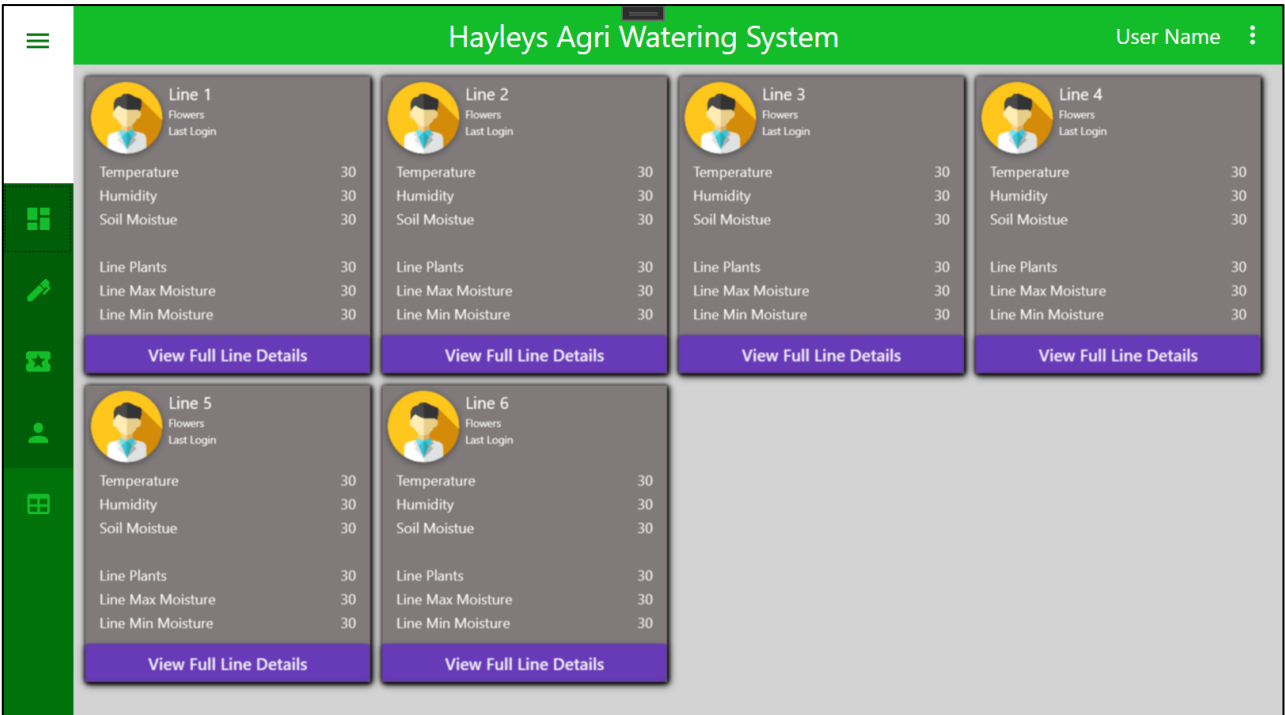 Hayleys Agri Watering System
User Name
Line 1
Flowers
Last Login
Temperature 30
Humidity 30
Soil Moistue 30
Line Plants 30
Line Max Moisture 30
Line Min Moisture 30
View Full Line Details
Line 2
Flowers
Last Login
Temperature 30
Humidity 30
Soil Moistue 30
Line Plants 30
Line Max Moisture 30
Line Min Moisture 30
View Full Line Details
Line 3
Flowers
Last Login
Temperature 30
Humidity 30
Soil Moistue 30
Line Plants 30
Line Max Moisture 30
Line Min Moisture 30
View Full Line Details
Line 4
Flowers
Last Login
Temperature 30
Humidity 30
Soil Moistue 30
Line Plants 30
Line Max Moisture 30
Line Min Moisture 30
View Full Line Details
Line 5
Flowers
Last Login
Temperature 30
Humidity 30
Soil Moistue 30
Line Plants 30
Line Max Moisture 30
Line Min Moisture 30
View Full Line Details
Line 6
Flowers
Last Login
Temperature 30
Humidity 30
Soil Moistue 30
Line Plants 30
Line Max Moisture 30
Line Min Moisture 30
View Full Line Details